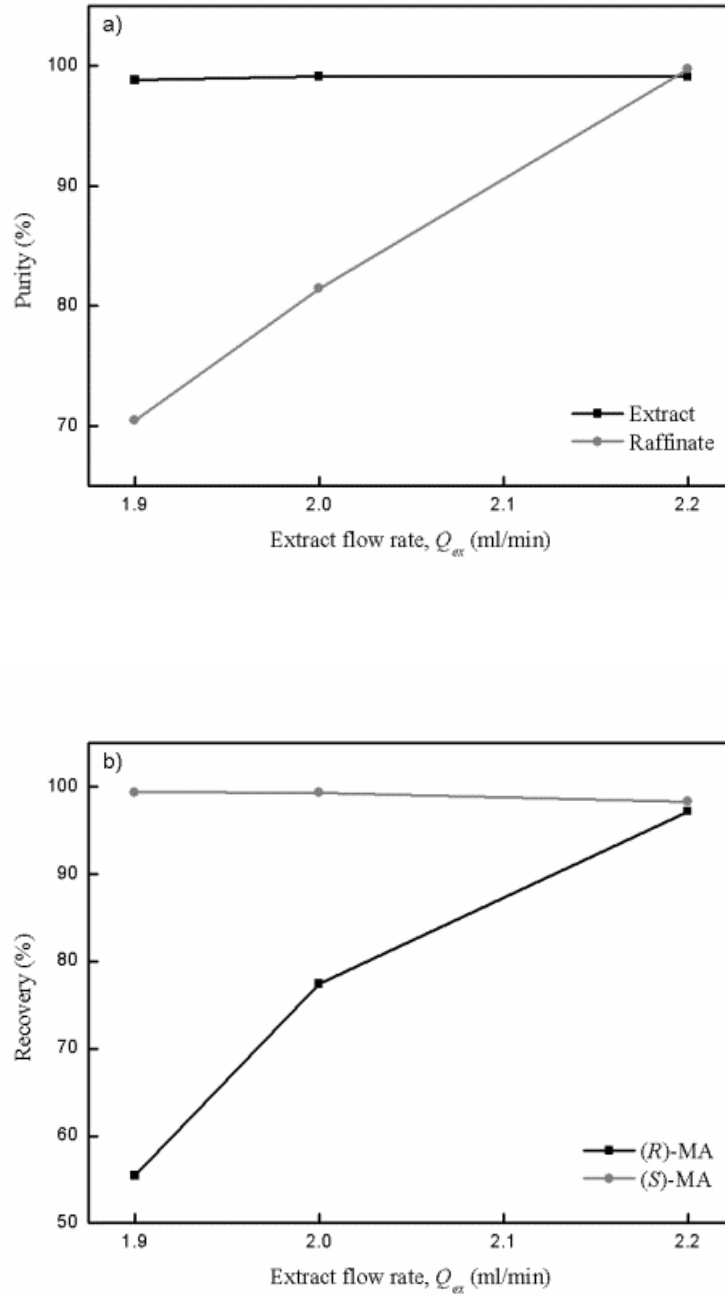 a)
100
90
80
70
Purity (%)
Extract
Raffinate
1.9 2.0 2.1 2.2
Extract flow rate, Qex (ml/min)
b)
100
90
80
70
60
50
Recovery (%)
(R)-MA
(S)-MA
1.9 2.0 2.1 2.2
Extract flow rate, Qex (ml/min)